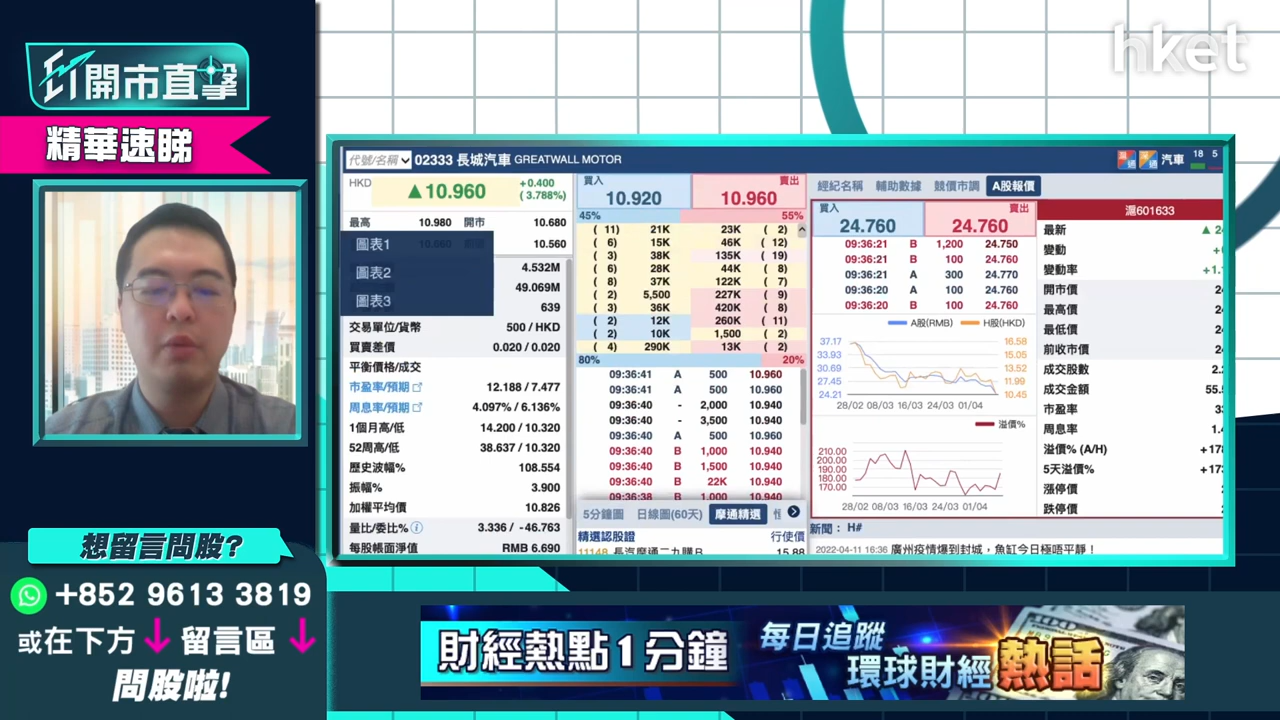 hket
ET開市直擊
精華速睇
想留言問股?
+852 9613 3819
或在下方↓留言區↓
問股啦!
代號/名稱 02333 長城汽車 GREATWALL MOTOR
汽車 18 5
HKD ▲10.960 +0.400
(3.788%)
最高 10.980 開市 10.680
10.560
圖表1
圖表2
圖表3
4.532M
49.069M
639
交易單位/貨幣 500 / HKD
買賣差價 0.020 / 0.020
平衡價格/成交
市盈率/預期 12.188 / 7.477
周息率/預期 4.097% / 6.136%
1個月高/低 14.200 / 10.320
52周高/低 38.637 / 10.320
歷史波幅% 108.554
振幅% 3.900
加權平均價 10.826
量比/委比% 3.336 / -46.763
每股帳面淨值 RMB 6.690
買入 賣出
10.920 10.960
45% 55%
( 11) 21K 23K ( 2)
( 6) 15K 46K ( 12)
( 3) 38K 135K ( 19)
( 6) 28K 44K ( 8)
( 8) 37K 122K ( 7)
( 2) 5,500 227K ( 9)
( 3) 36K 420K ( 8)
( 2) 12K 260K ( 11)
( 2) 10K 1,500 ( 2)
( 4) 290K 13K ( 2)
80% 20%
09:36:41 A 500 10.960
09:36:41 A 500 10.960
09:36:40 - 2,000 10.940
09:36:40 - 3,500 10.940
09:36:40 A 500 10.960
09:36:40 B 1,000 10.940
09:36:40 B 1,500 10.940
09:36:40 B 22K 10.940
09:36:38 B 1,000 10.940
5分鐘圖 日線圖(60天) 摩通精選
精選認股證 行使價
11148 長汽摩通二九購B 15.88
經紀名稱 輔助數據 競價市調 A股報價
買入 賣出
24.760 24.760
09:36:21 B 1,200 24.750
09:36:21 B 100 24.760
09:36:21 A 300 24.770
09:36:20 A 100 24.760
09:36:20 B 100 24.760
A股(RMB) H股(HKD)
37.17 16.58
33.93 15.05
30.69 13.52
27.45 11.99
24.21 10.45
28/02 08/03 16/03 24/03 01/04
溢價%
210.00
200.00
190.00
180.00
170.00
28/02 08/03 16/03 24/03 01/04
滬601633
最新
變動
變動率
開市價
最高價
最低價
前收市價
成交股數
成交金額
市盈率
周息率
溢價% (A/H)
5天溢價%
漲停價
跌停價
新聞： H#
2022-04-11 16:36 廣州疫情爆到封城，魚缸今日極唔平靜！
財經熱點1分鐘
每日追蹤
環球財經熱話